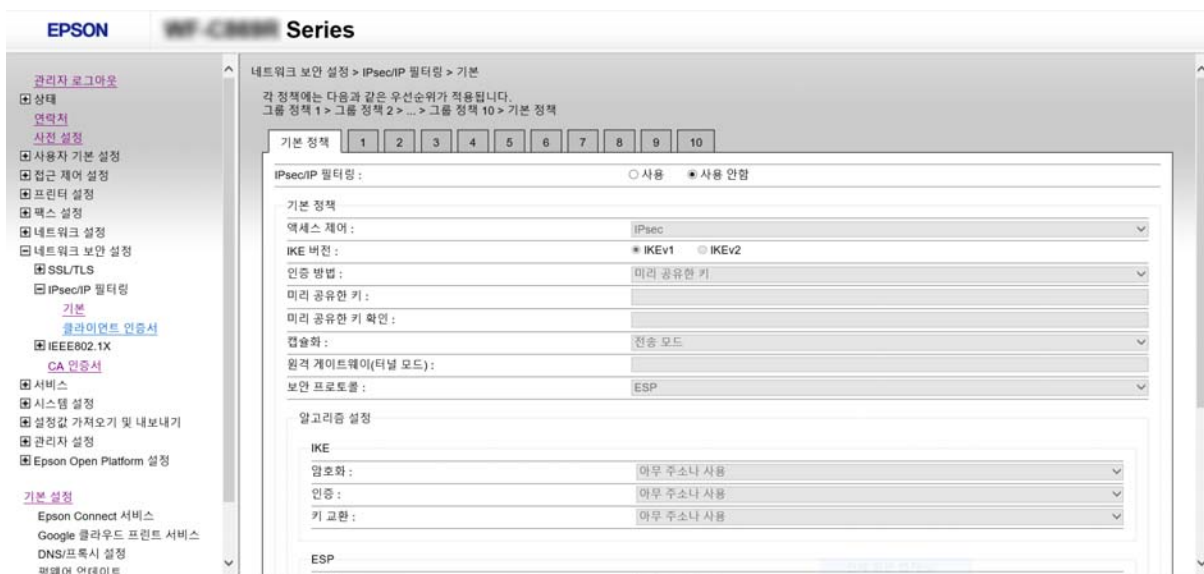 EPSON
Series
관리자 로그아웃
상태
연락처
사전 설정
사용자 기본 설정
접근 제어 설정
프린터 설정
팩스 설정
네트워크 설정
네트워크 보안 설정
SSL/TLS
IPsec/IP 필터링
기본
클라이언트 인증서
IEEE802.1X
CA 인증서
서비스
시스템 설정
설정값 가져오기 및 내보내기
관리자 설정
Epson Open Platform 설정
기본 설정
Epson Connect 서비스
Google 클라우드 프린트 서비스
DNS/프록시 설정
펌웨어 업데이트
네트워크 보안 설정 > IPsec/IP 필터링 > 기본
각 정책에는 다음과 같은 우선순위가 적용됩니다.
그룹 정책 1 > 그룹 정책 2 > ... > 그룹 정책 10 > 기본 정책
기본 정책 1 2 3 4 5 6 7 8 9 10
IPsec/IP 필터링 : 사용 사용 안함
기본 정책
액세스 제어 : IPsec
IKE 버전 : IKEv1 IKEv2
인증 방법 : 미리 공유한 키
미리 공유한 키 :
미리 공유한 키 확인 :
캡슐화 : 전송 모드
원격 게이트웨이(터널 모드) :
보안 프로토콜 : ESP
알고리즘 설정
IKE
암호화 : 아무 주소나 사용
인증 : 아무 주소나 사용
키 교환 : 아무 주소나 사용
ESP